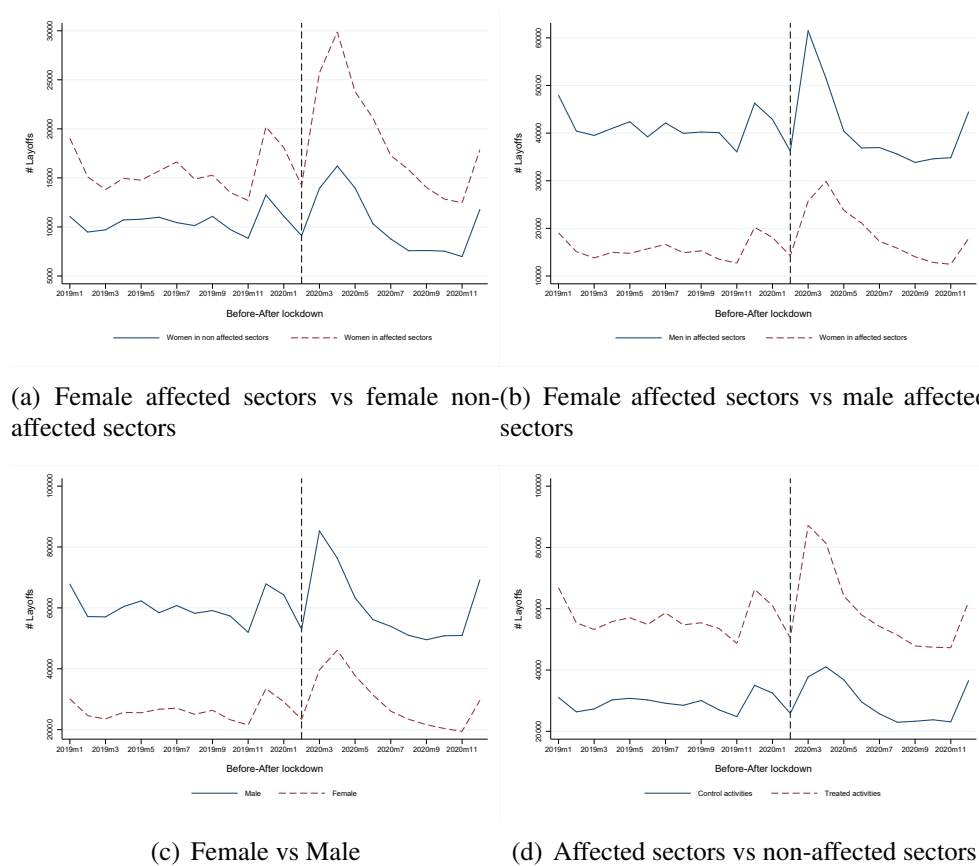 30000
25000
20000
15000
10000
5000
# Layoffs
2019m1 2019m3 2019m5 2019m7 2019m9 2019m11 2020m1 2020m3 2020m5 2020m7 2020m9 2020m11
Before-After lockdown
Women in non affected sectors Women in affected sectors
60000
50000
40000
30000
20000
10000
# Layoffs
2019m1 2019m3 2019m5 2019m7 2019m9 2019m11 2020m1 2020m3 2020m5 2020m7 2020m9 2020m11
Before-After lockdown
Men in affected sectors Women in affected sectors
(a) Female affected sectors vs female non-
affected sectors
(b) Female affected sectors vs male affected
sectors
100000
80000
60000
40000
20000
# Layoffs
2019m1 2019m3 2019m5 2019m7 2019m9 2019m11 2020m1 2020m3 2020m5 2020m7 2020m9 2020m11
Before-After lockdown
Male Female
100000
80000
60000
40000
20000
# Layoffs
2019m1 2019m3 2019m5 2019m7 2019m9 2019m11 2020m1 2020m3 2020m5 2020m7 2020m9 2020m11
Before-After lockdown
Control activities Treated activities
(c) Female vs Male
(d) Affected sectors vs non-affected sectors